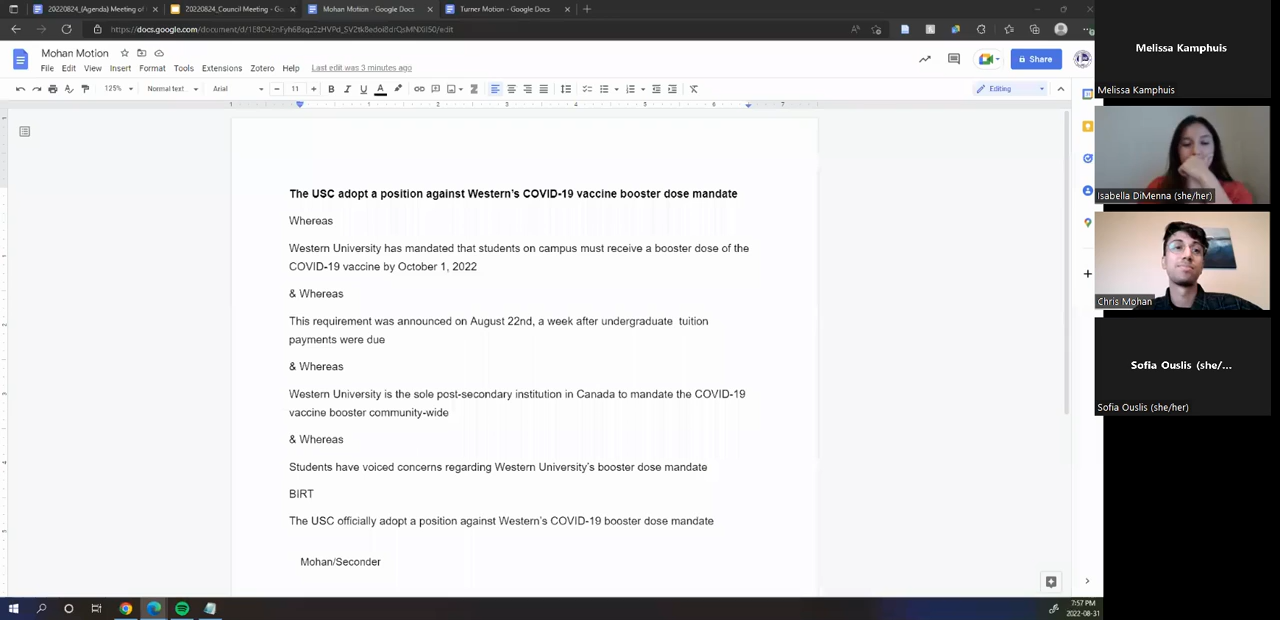 20220824_(Agenda) Meeting of
20220824_Council Meeting - G
Mohan Motion - Google Docs
Turner Motion - Google Docs
Mohan Motion
File Edit View Insert Format Tools Extensions Zotero Help Last edit was 3 minutes ago
Share
125% Normal text Arial 11
Editing
The USC adopt a position against Western's COVID-19 vaccine booster dose mandate
Whereas
Western University has mandated that students on campus must receive a booster dose of the
COVID-19 vaccine by October 1, 2022
& Whereas
This requirement was announced on August 22nd, a week after undergraduate tuition
payments were due
& Whereas
Western University is the sole post-secondary institution in Canada to mandate the COVID-19
vaccine booster community-wide
& Whereas
Students have voiced concerns regarding Western University's booster dose mandate
BIRT
The USC officially adopt a position against Western's COVID-19 booster dose mandate
Mohan/Seconder
Melissa Kamphuis
Melissa Kamphuis
Isabella DiMenna (she/her)
Chris Mohan
Sofia Ouslis (she/...
Sofia Ouslis (she/her)
7:57 PM
2022-08-31